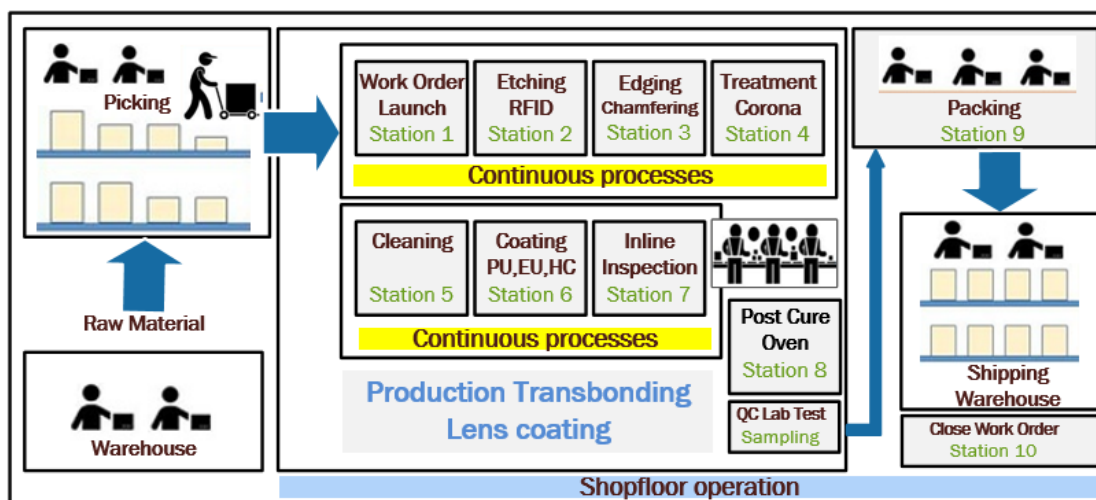 Picking
Raw Material
Warehouse
Work Order
Launch
Station 1
Etching
RFID
Station 2
Edging
Chamfering
Station 3
Treatment
Corona
Station 4
Continuous processes
Cleaning
Station 5
Coating
PU,EU,HC
Station 6
Inline
Inspection
Station 7
Continuous processes
Post Cure
Oven
Station 8
QC Lab Test
Sampling
Production Transbonding
Lens coating
Packing
Station 9
Shipping
Warehouse
Close Work Order
Station 10
Shopfloor operation